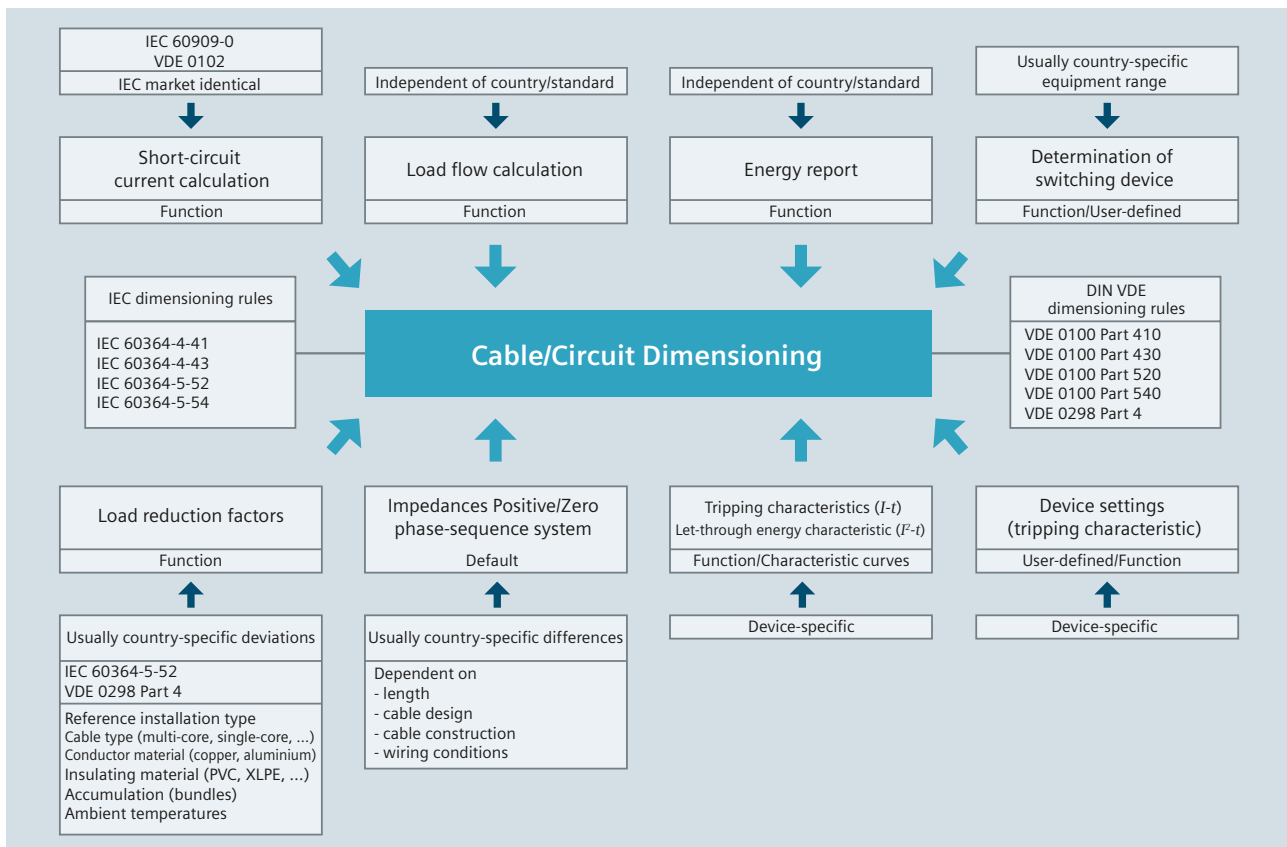 IEC 60909-0
VDE 0102
IEC market identical
Independent of country/standard
Independent of country/standard
Usually country-specific
equipment range
Short-circuit
current calculation
Function
Load flow calculation
Function
Energy report
Function
Determination of
switching device
Function/User-defined
IEC dimensioning rules
IEC 60364-4-41
IEC 60364-4-43
IEC 60364-5-52
IEC 60364-5-54
Cable/Circuit Dimensioning
DIN VDE
dimensioning rules
VDE 0100 Part 410
VDE 0100 Part 430
VDE 0100 Part 520
VDE 0100 Part 540
VDE 0298 Part 4
Load reduction factors
Function
Impedances Positive/Zero
phase-sequence system
Default
Tripping characteristics (I-t)
Let-through energy characteristic (I²-t)
Function/Characteristic curves
Device settings
(tripping characteristic)
User-defined/Function
Usually country-specific deviations
IEC 60364-5-52
VDE 0298 Part 4
Reference installation type
Cable type (multi-core, single-core, ...)
Conductor material (copper, aluminium)
Insulating material (PVC, XLPE, ...)
Accumulation (bundles)
Ambient temperatures
Usually country-specific differences
Dependent on
- length
- cable design
- cable construction
- wiring conditions
Device-specific
Device-specific